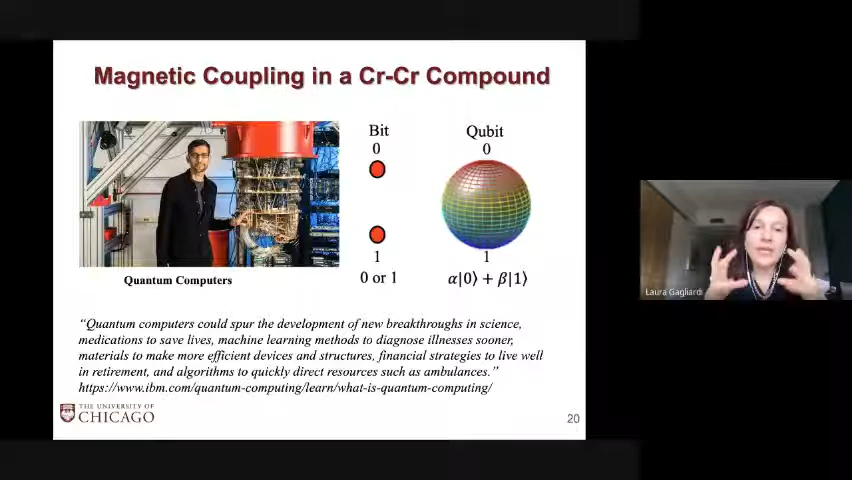 Magnetic Coupling in a Cr-Cr Compound
Bit
0
1
0 or 1
Qubit
0
1
α|0⟩ + β|1⟩
Quantum Computers
“Quantum computers could spur the development of new breakthroughs in science,
medications to save lives, machine learning methods to diagnose illnesses sooner,
materials to make more efficient devices and structures, financial strategies to live well
in retirement, and algorithms to quickly direct resources such as ambulances.”
https://www.ibm.com/quantum-computing/learn/what-is-quantum-computing/
THE UNIVERSITY OF
CHICAGO
20
Laura Gagliardi